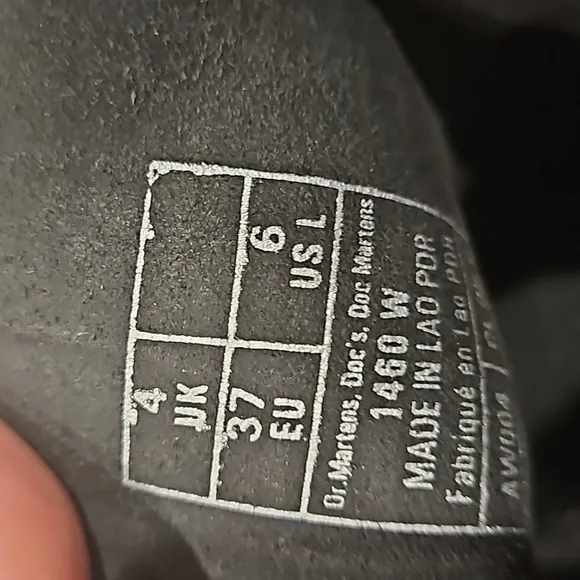 4
UK
37
EU
6
US L
Dr.Martens, Doc's, Doc Martens
1460 W
MADE IN LAO PDR
Fabriqué en Lao PDR
AW004